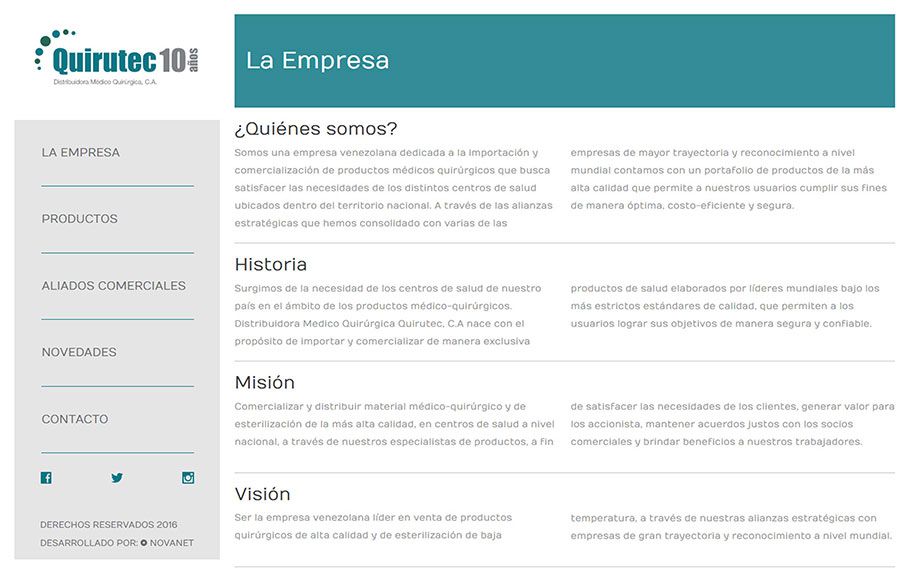 Quirutec 10 años
Distribuidora Médico Quirúrgica, C.A.
LA EMPRESA
PRODUCTOS
ALIADOS COMERCIALES
NOVEDADES
CONTACTO
DERECHOS RESERVADOS 2016
DESARROLLADO POR: NOVANET
La Empresa
¿Quiénes somos?
Somos una empresa venezolana dedicada a la importación y
comercialización de productos médicos quirúrgicos que busca
satisfacer las necesidades de los distintos centros de salud
ubicados dentro del territorio nacional. A través de las alianzas
estratégicas que hemos consolidado con varias de las
empresas de mayor trayectoria y reconocimiento a nivel
mundial contamos con un portafolio de productos de la más
alta calidad que permite a nuestros usuarios cumplir sus fines
de manera óptima, costo-eficiente y segura.
Historia
Surgimos de la necesidad de los centros de salud de nuestro
país en el ámbito de los productos médico-quirúrgicos.
Distribuidora Medico Quirúrgica Quirutec, C.A nace con el
propósito de importar y comercializar de manera exclusiva
productos de salud elaborados por líderes mundiales bajo los
más estrictos estándares de calidad, que permiten a los
usuarios lograr sus objetivos de manera segura y confiable.
Misión
Comercializar y distribuir material médico-quirúrgico y de
esterilización de la más alta calidad, en centros de salud a nivel
nacional, a través de nuestros especialistas de productos, a fin
de satisfacer las necesidades de los clientes, generar valor para
los accionista, mantener acuerdos justos con los socios
comerciales y brindar beneficios a nuestros trabajadores.
Visión
Ser la empresa venezolana líder en venta de productos
quirúrgicos de alta calidad y de esterilización de baja
temperatura, a través de nuestras alianzas estratégicas con
empresas de gran trayectoria y reconocimiento a nivel mundial.